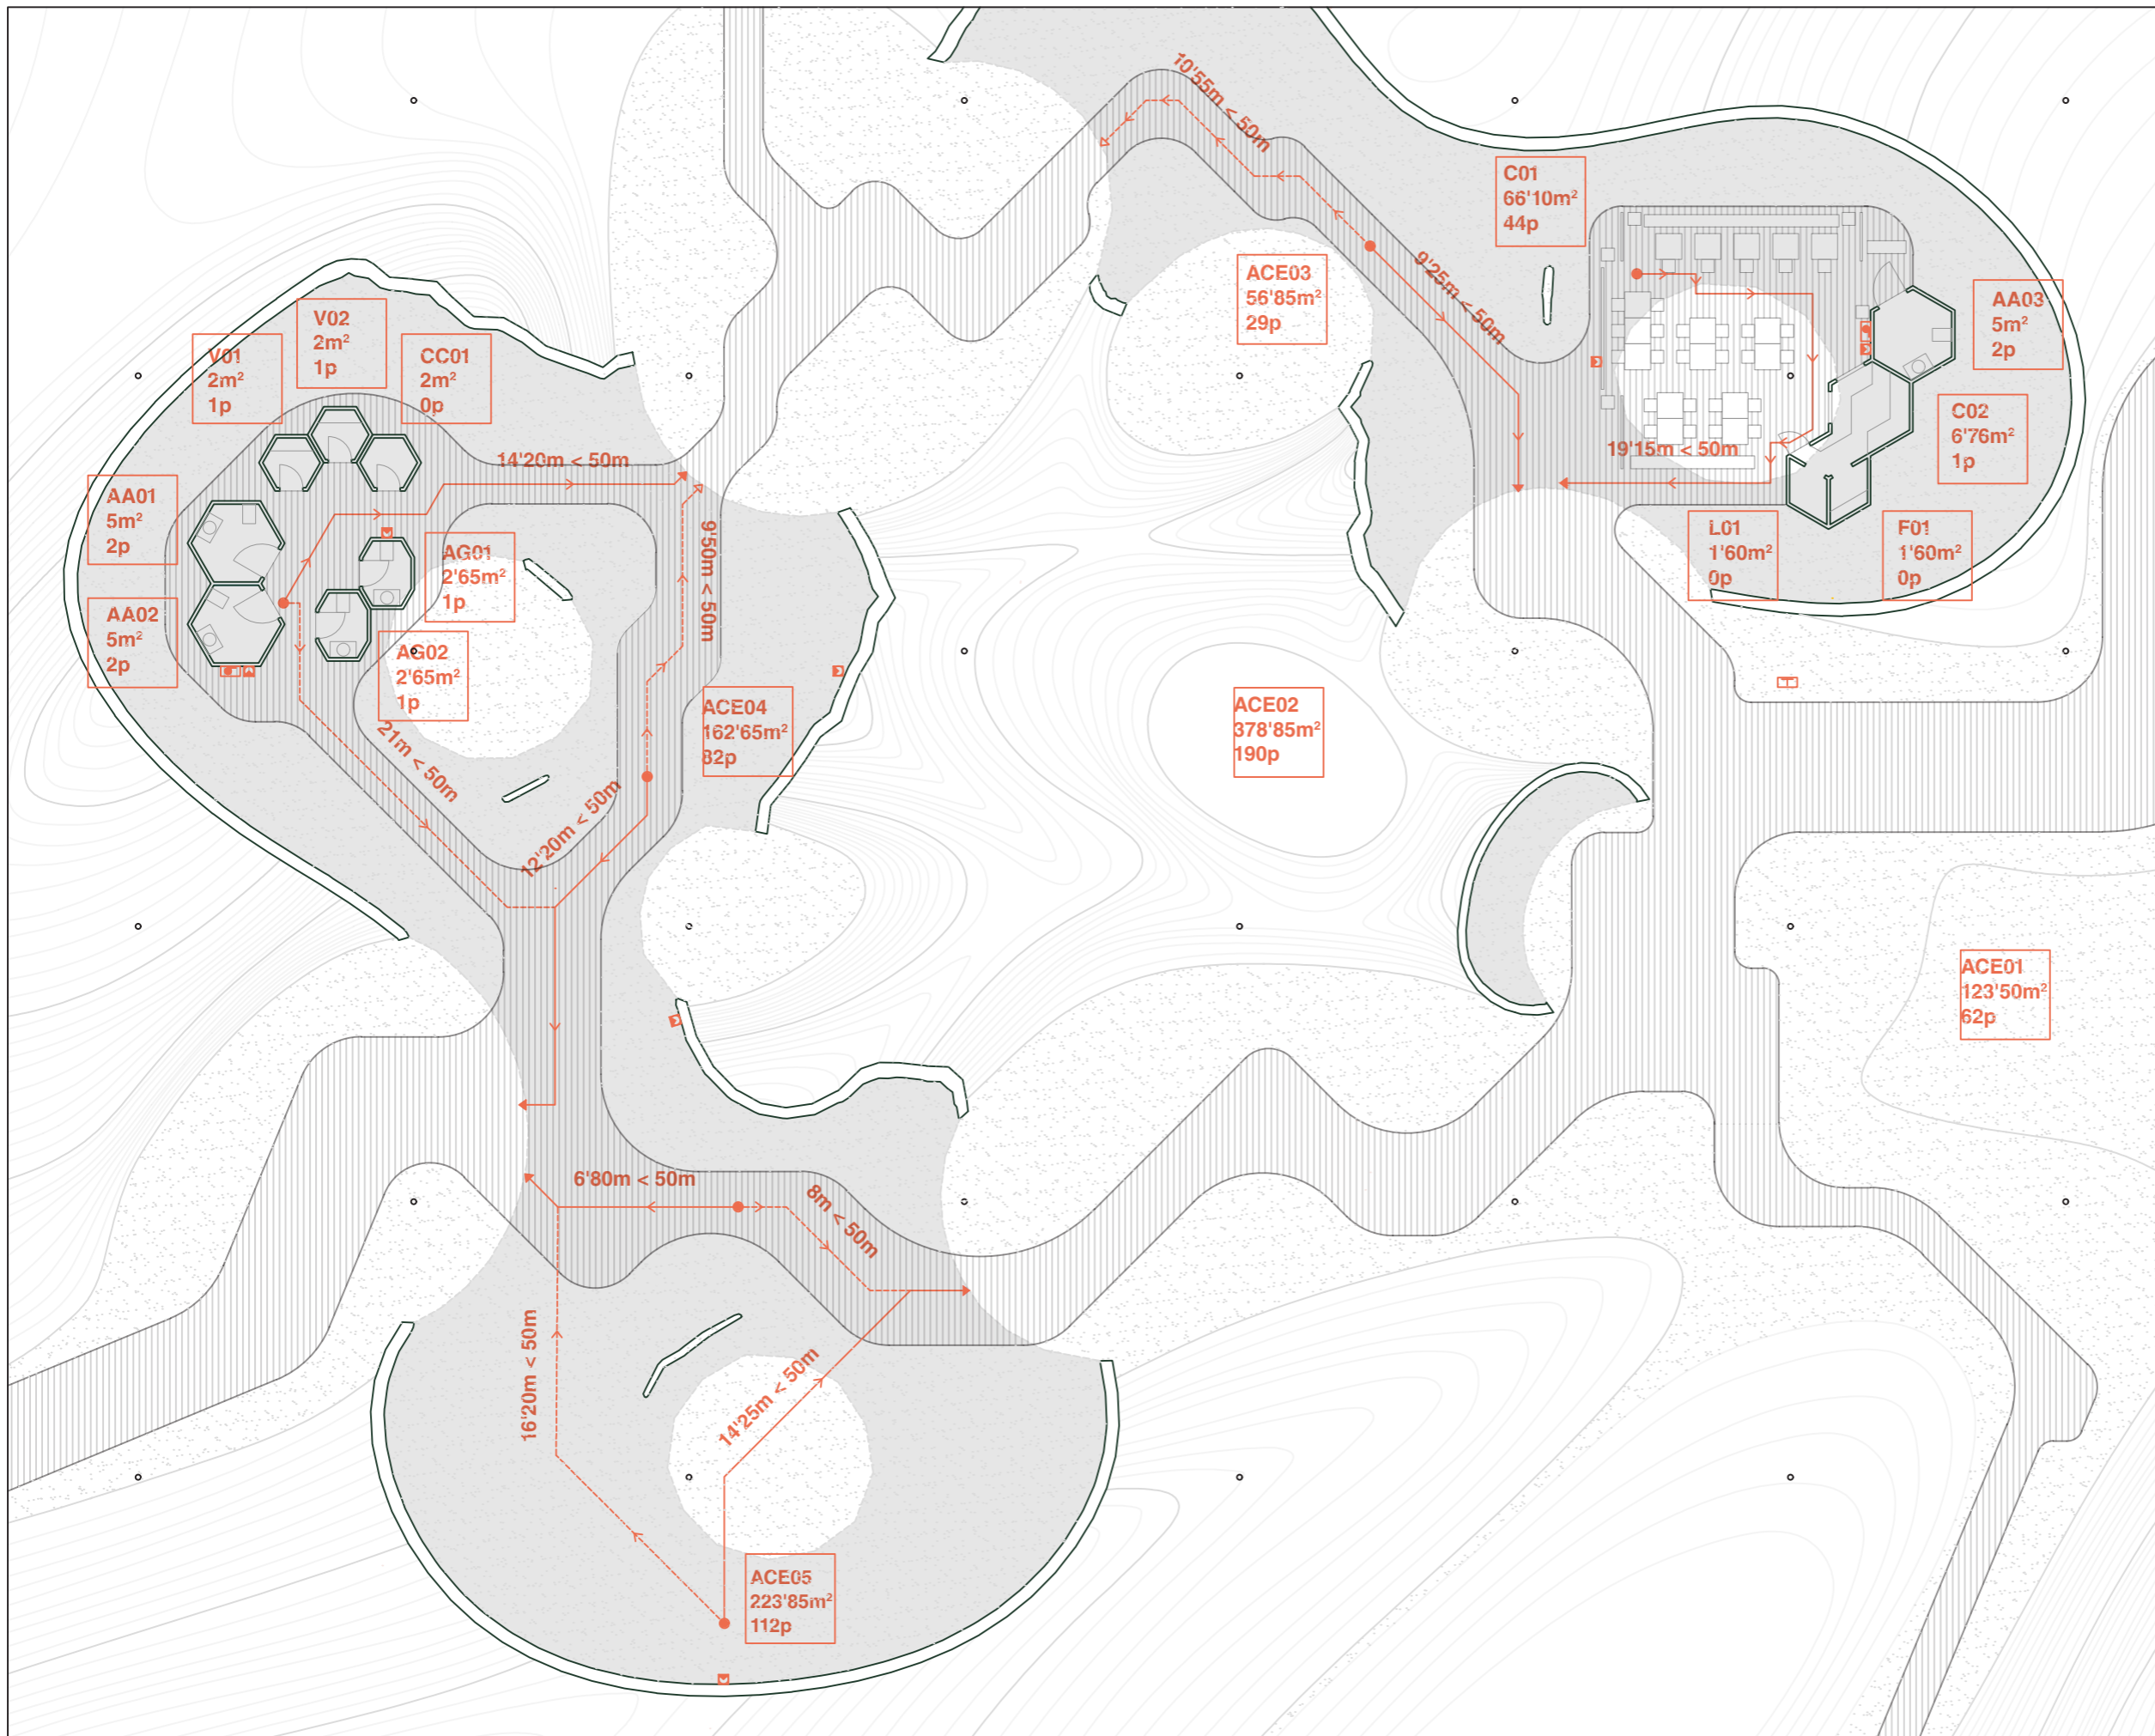 10'55m < 50m
C01
66'10m²
44p
ACE03
56'85m²
29p
9'25m < 50m
AA03
5m²
2p
V02
2m²
1p
V01
2m²
1p
CC01
2m²
0p
C02
6'76m²
1p
19'15m < 50m
14'20m < 50m
AA01
5m²
2p
AG01
2'65m²
1p
9'50m < 50m
L01
1'60m²
0p
F01
1'60m²
0p
AA02
5m²
2p
AG02
2'65m²
1p
ACE04
162'65m²
82p
ACE02
378'85m²
190p
21m < 50m
12'20m < 50m
ACE01
123'50m²
62p
6'80m < 50m
8m < 50m
16'20m < 50m
14'25m < 50m
ACE05
223'85m²
112p